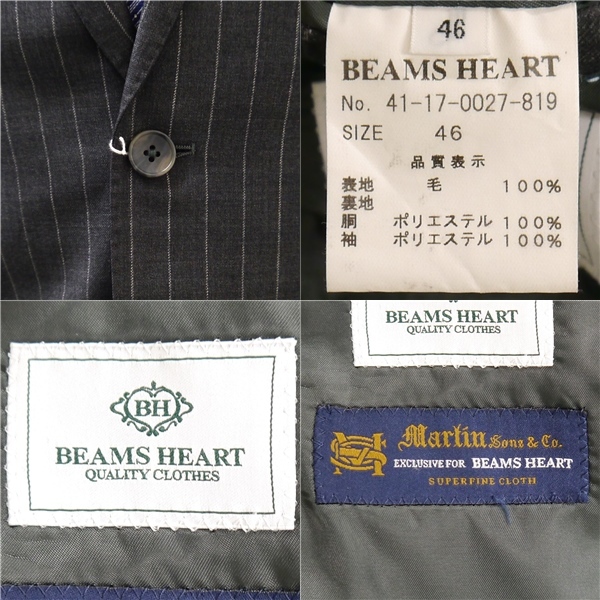 46
BEAMS HEART
No. 41-17-0027-819
SIZE 46
品質表示
表地 毛 100%
裏地
胴 ポリエステル 100%
袖 ポリエステル 100%
BH
BEAMS HEART
QUALITY CLOTHES
BEAMS HEART
QUALITY CLOTHES
Martin Sons & Co.
EXCLUSIVE FOR BEAMS HEART
SUPERFINE CLOTH